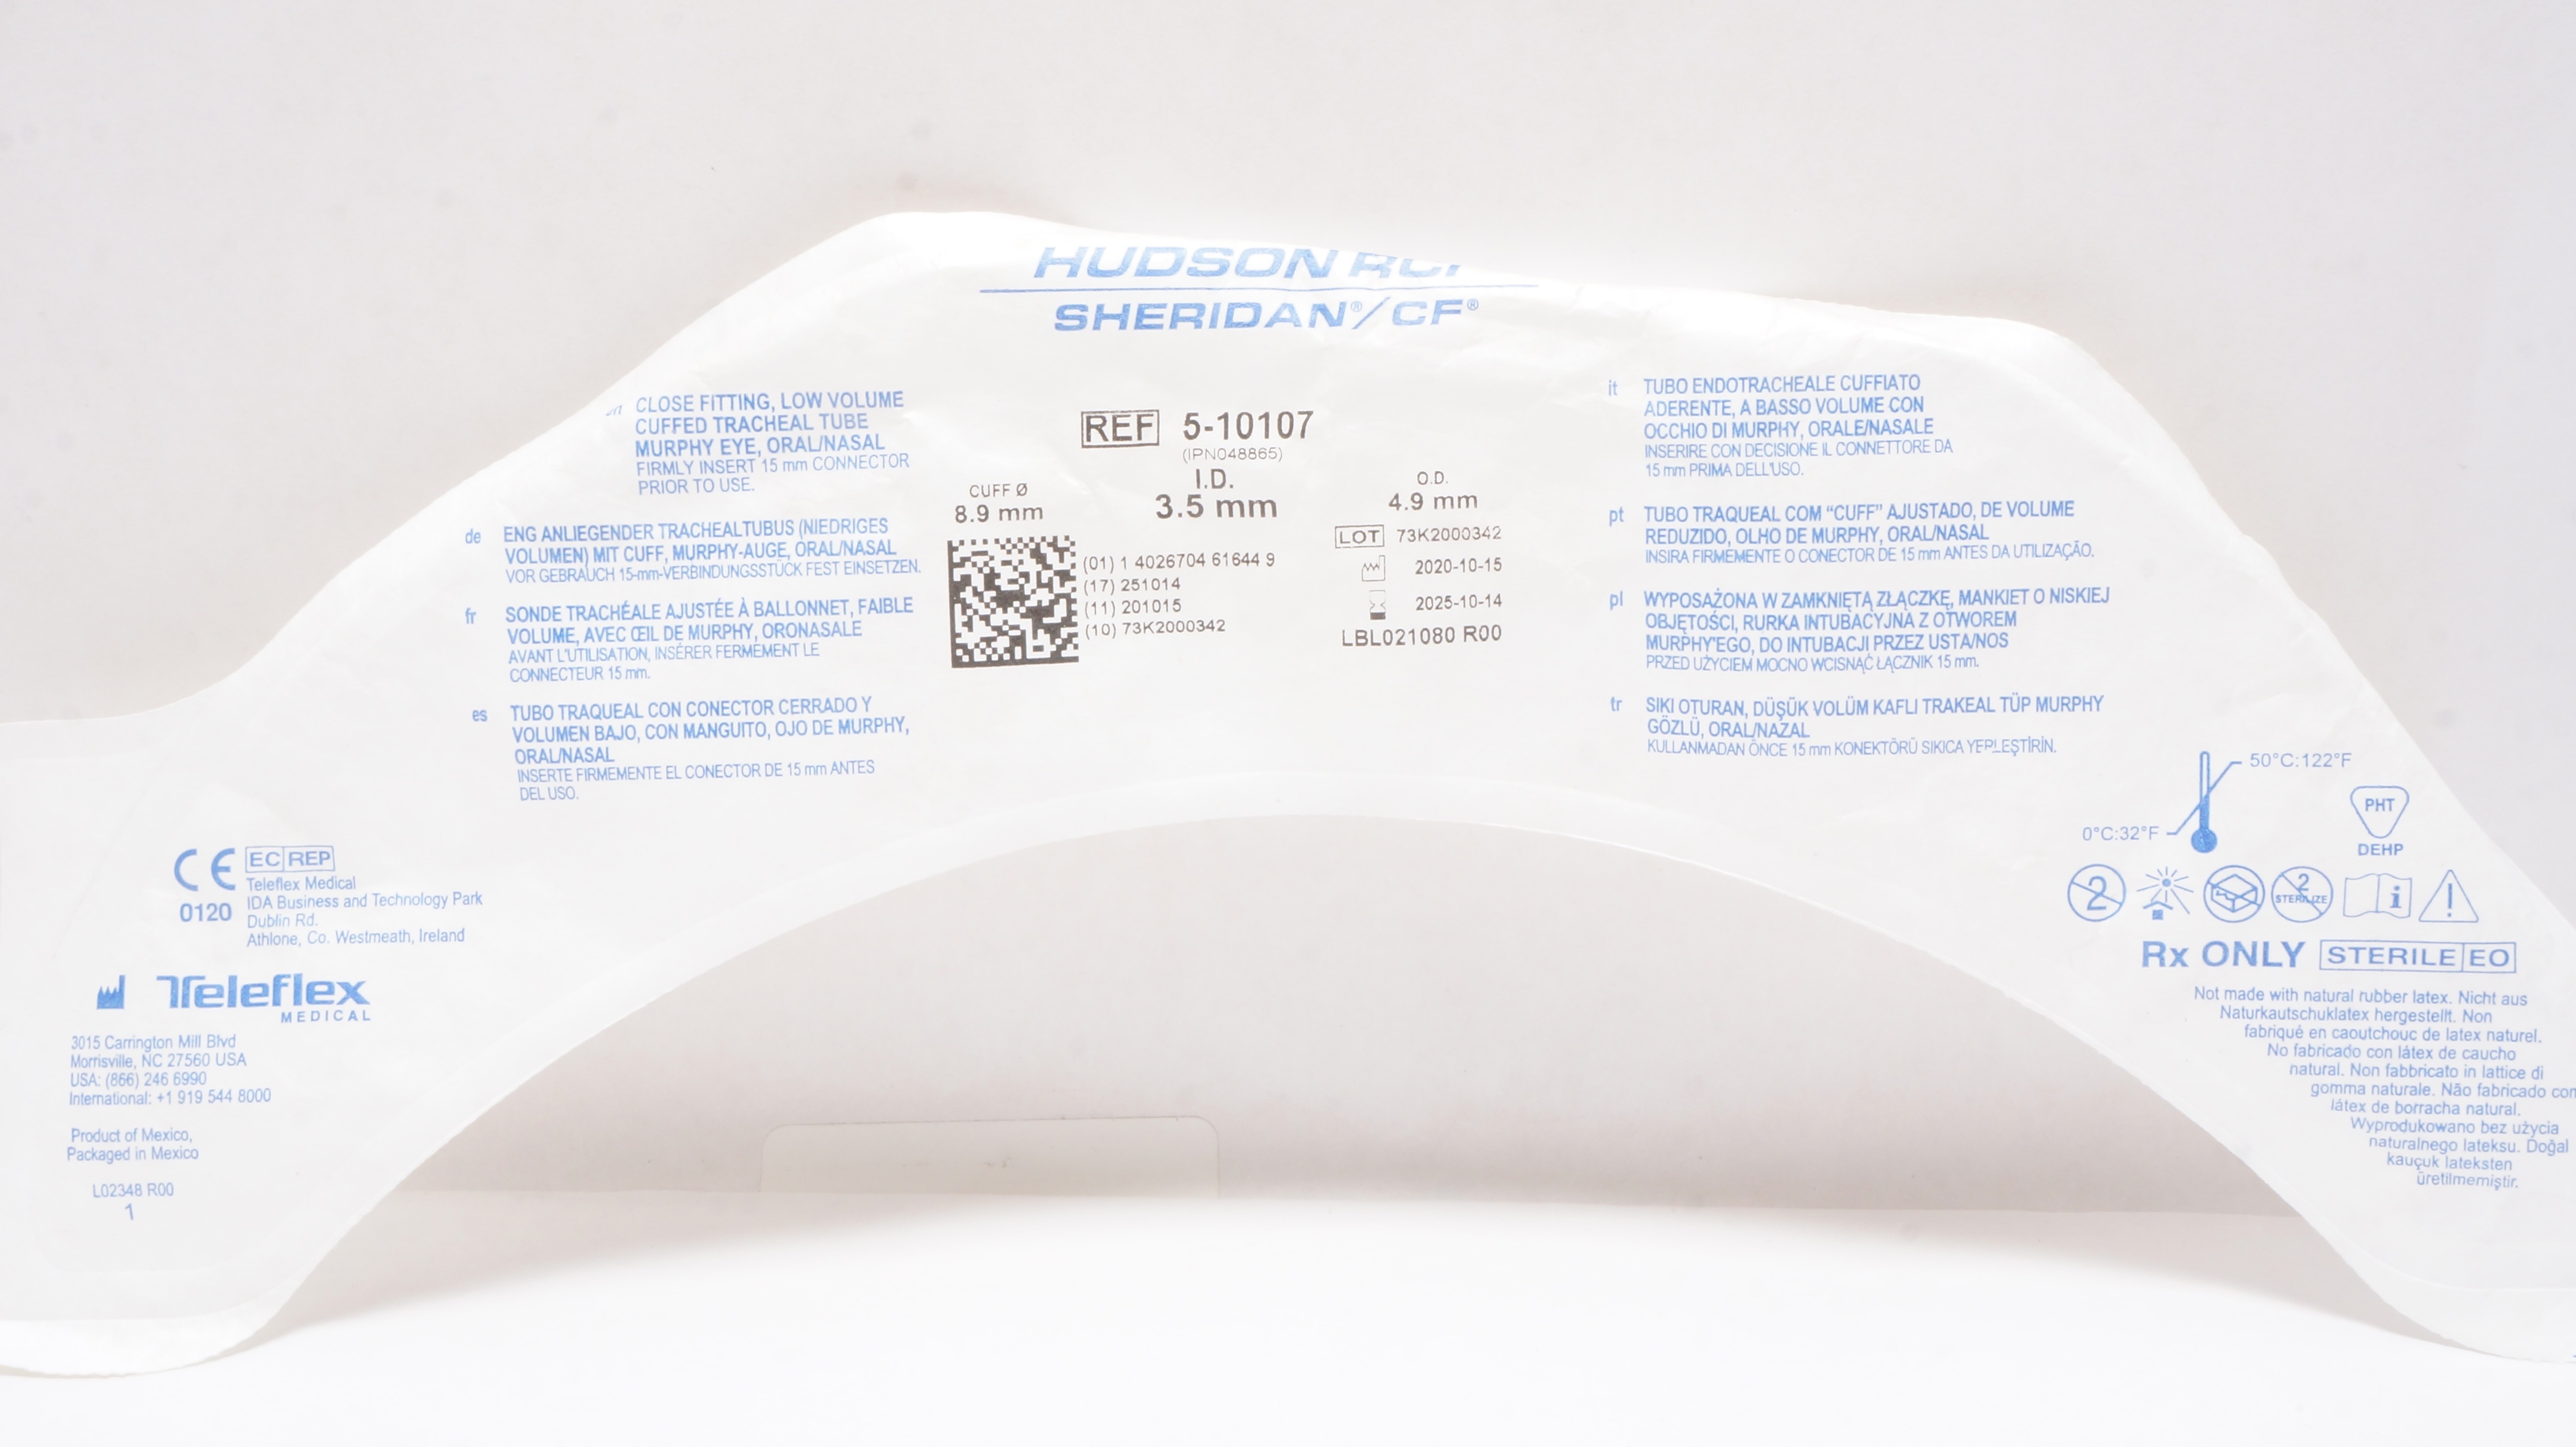 HUDSON RCI
SHERIDAN®/CF®
en CLOSE FITTING, LOW VOLUME
CUFFED TRACHEAL TUBE
MURPHY EYE, ORAL/NASAL
FIRMLY INSERT 15 mm CONNECTOR
PRIOR TO USE.
de ENG ANLIEGENDER TRACHEALTUBUS (NIEDRIGES
VOLUMEN) MIT CUFF, MURPHY-AUGE, ORAL/NASAL
VOR GEBRAUCH 15-mm-VERBINDUNGSSTÜCK FEST EINSETZEN.
fr SONDE TRACHÉALE AJUSTÉE À BALLONNET, FAIBLE
VOLUME, AVEC ŒIL DE MURPHY, ORONASALE
AVANT L'UTILISATION, INSÉRER FERMEMENT LE
CONNECTEUR 15 mm.
es TUBO TRAQUEAL CON CONECTOR CERRADO Y
VOLUMEN BAJO, CON MANGUITO, OJO DE MURPHY,
ORAL/NASAL
INSERTE FIRMEMENTE EL CONECTOR DE 15 mm ANTES
DEL USO.
REF 5-10107
(IPN048865)
I.D.
3.5 mm
CUFF Ø
8.9 mm
O.D.
4.9 mm
(01) 1 4026704 61644 9
(17) 251014
(11) 201015
(10) 73K2000342
LOT 73K2000342
2020-10-15
2025-10-14
LBL021080 R00
it TUBO ENDOTRACHEALE CUFFIATO
ADERENTE, A BASSO VOLUME CON
OCCHIO DI MURPHY, ORALE/NASALE
INSERIRE CON DECISIONE IL CONNETTORE DA
15 mm PRIMA DELL'USO.
pt TUBO TRAQUEAL COM “CUFF” AJUSTADO, DE VOLUME
REDUZIDO, OLHO DE MURPHY, ORAL/NASAL
INSIRA FIRMEMENTE O CONECTOR DE 15 mm ANTES DA UTILIZAÇÃO.
pl WYPOSAŻONA W ZAMKNIĘTĄ ZŁĄCZKĘ, MANKIET O NISKIEJ
OBJĘTOŚCI, RURKA INTUBACYJNA Z OTWOREM
MURPHY'EGO, DO INTUBACJI PRZEZ USTA/NOS
PRZED UŻYCIEM MOCNO WCISNĄĆ ŁĄCZNIK 15 mm.
tr SIKI OTURAN, DÜŞÜK VOLÜM KAFLI TRAKEAL TÜP MURPHY
GÖZLÜ, ORAL/NAZAL
KULLANMADAN ÖNCE 15 mm KONEKTÖRÜ SIKICA YERLEŞTİRİN.
CE
0120
EC REP
Teleflex Medical
IDA Business and Technology Park
Dublin Rd.
Athlone, Co. Westmeath, Ireland
Teleflex
MEDICAL
3015 Carrington Mill Blvd
Morrisville, NC 27560 USA
USA: (866) 246 6990
International: +1 919 544 8000
Product of Mexico,
Packaged in Mexico
L02348 R00
1
50°C:122°F
0°C:32°F
PHT
DEHP
2
2
STERILIZE
i
!
Rx ONLY STERILE EO
Not made with natural rubber latex. Nicht aus
Naturkautschuklatex hergestellt. Non
fabriqué en caoutchouc de latex naturel.
No fabricado con látex de caucho
natural. Non fabbricato in lattice di
gomma naturale. Não fabricado com
látex de borracha natural.
Wyprodukowano bez użycia
naturalnego lateksu. Doğal
kauçuk lateksten
üretilmemiştir.